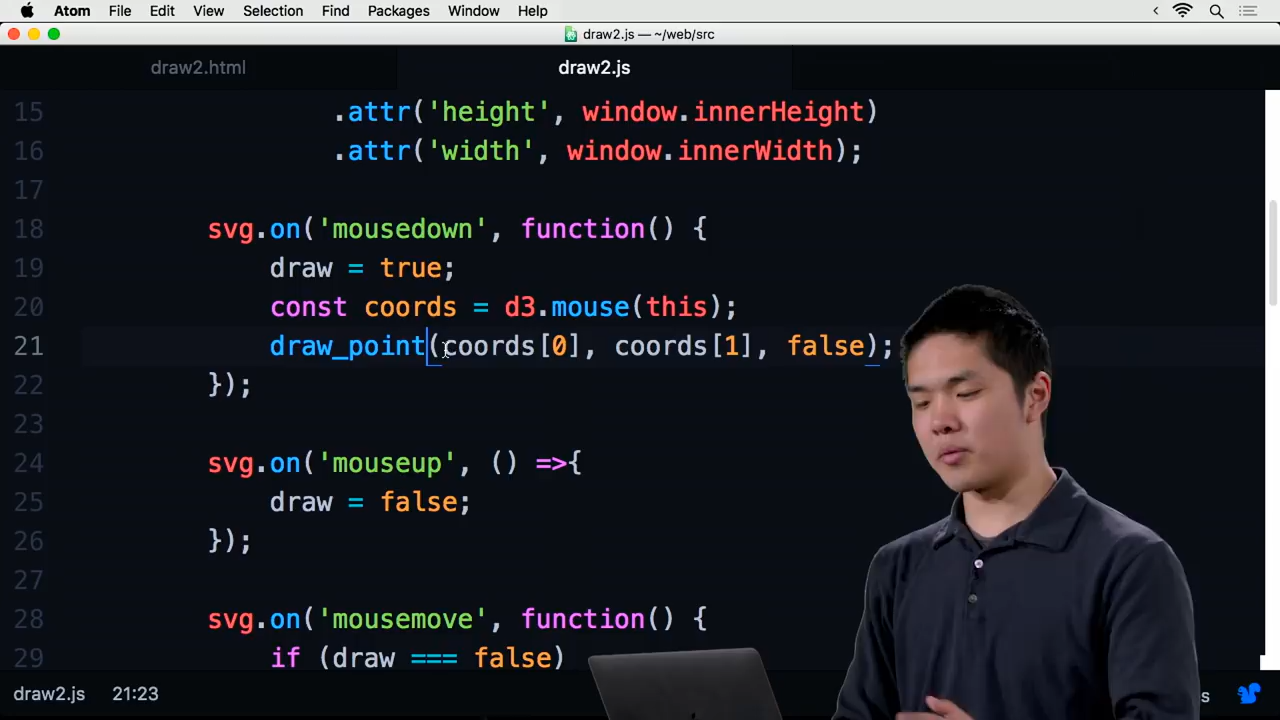 Atom File Edit View Selection Find Packages Window Help
draw2.js — ~/web/src
draw2.html draw2.js
15 .attr('height', window.innerHeight)
16 .attr('width', window.innerWidth);
17
18 svg.on('mousedown', function() {
19 draw = true;
20 const coords = d3.mouse(this);
21 draw_point(coords[0], coords[1], false);
22 });
23
24 svg.on('mouseup', () =>{
25 draw = false;
26 });
27
28 svg.on('mousemove', function() {
29 if (draw === false)
draw2.js 21:23